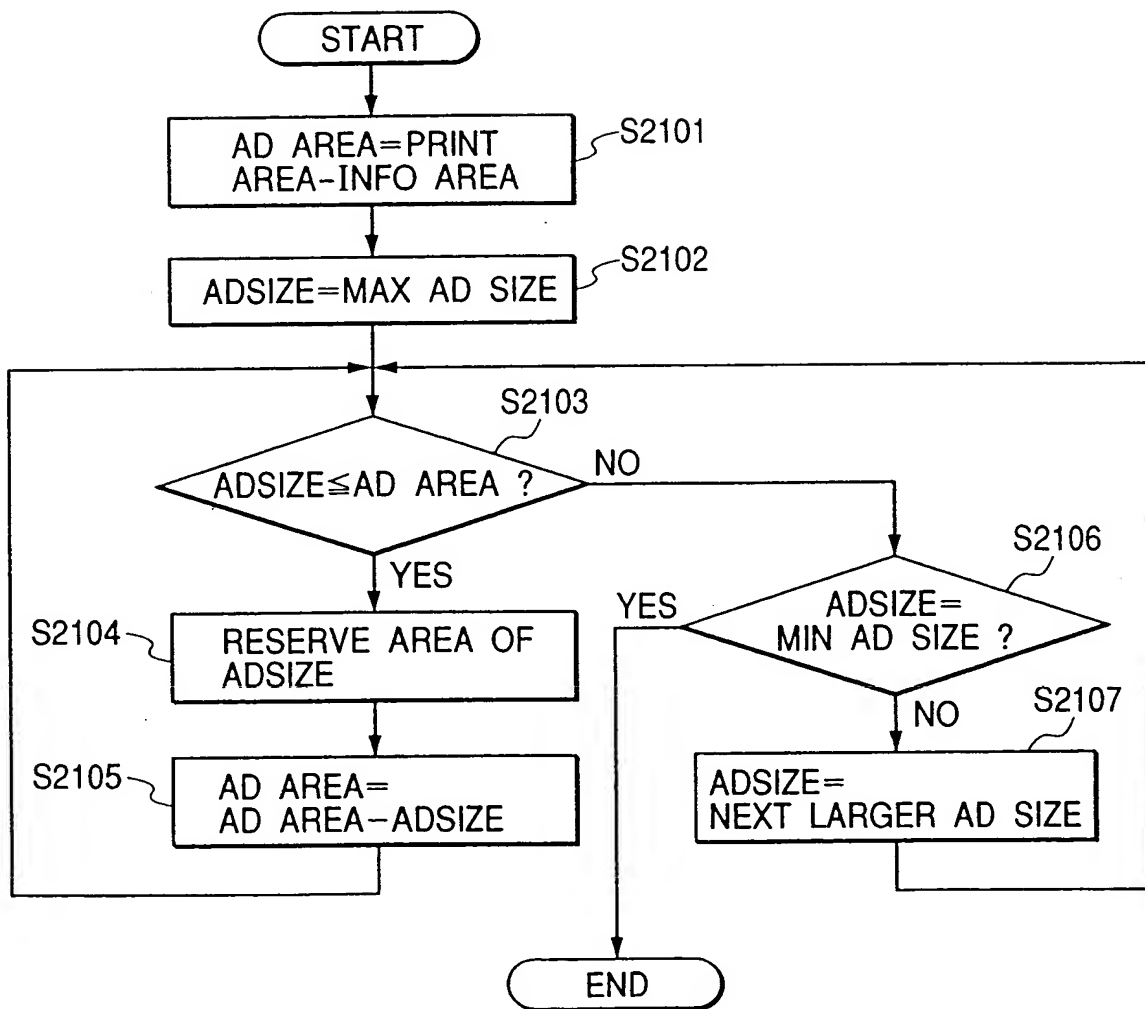 START
AD AREA=PRINT
AREA-INFO AREA
S2101
ADSIZE=MAX AD SIZE
S2102
ADSIZE≦AD AREA ?
S2103
NO
YES
RESERVE AREA OF
ADSIZE
S2104
AD AREA=
AD AREA-ADSIZE
S2105
ADSIZE=
MIN AD SIZE ?
S2106
YES
NO
ADSIZE=
NEXT LARGER AD SIZE
S2107
END